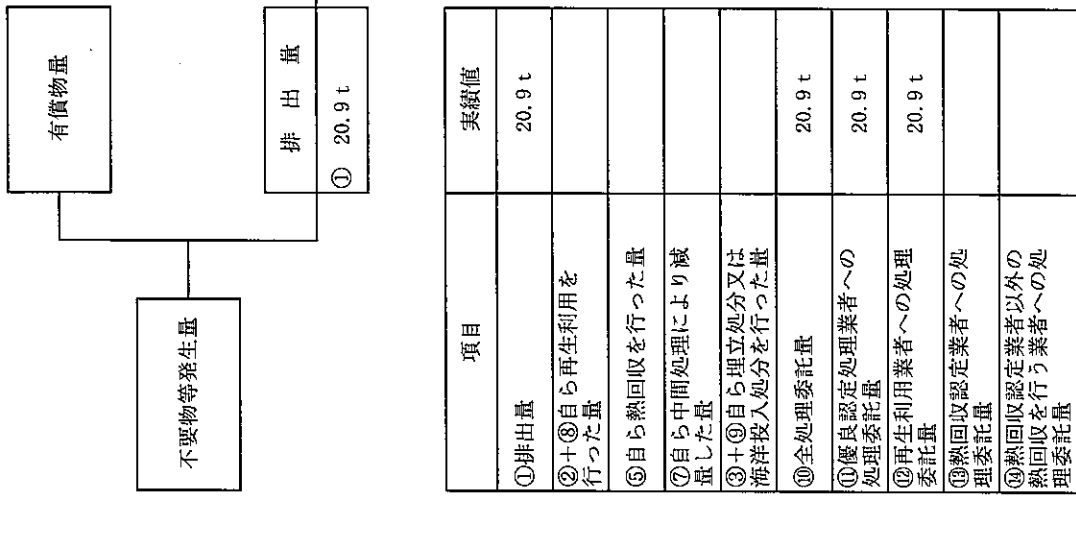 有償物量
不要物等発生量
排出量
① 20.9 t
項目
実績値
①排出量
20.9 t
②+⑧自ら再生利用を
行った量
⑤自ら熱回収を行った量
⑦自ら中間処理により減
量した量
③+⑨自ら埋立処分又は
海洋投入処分を行った量
⑩全処理委託量
20.9 t
⑪優良認定処理業者への
処理委託量
20.9 t
⑫再生利用業者への処理
委託量
20.9 t
⑬熱回収認定業者への処
理委託量
⑭熱回収認定業者以外の
熱回収を行う業者への処
理委託量